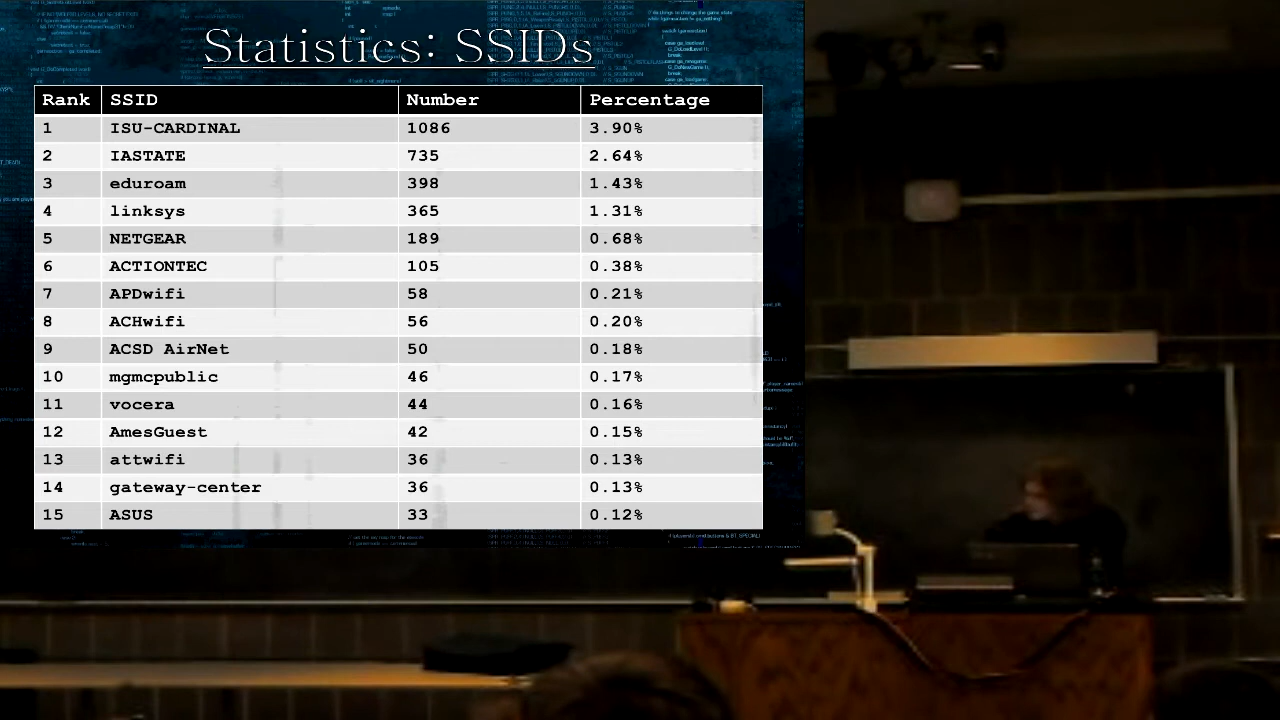 Statistics: SSIDs
Rank SSID Number Percentage
1 ISU-CARDINAL 1086 3.90%
2 IASTATE 735 2.64%
3 eduroam 398 1.43%
4 linksys 365 1.31%
5 NETGEAR 189 0.68%
6 ACTIONTEC 105 0.38%
7 APDwifi 58 0.21%
8 ACHwifi 56 0.20%
9 ACSD AirNet 50 0.18%
10 mgmcpublic 46 0.17%
11 vocera 44 0.16%
12 AmesGuest 42 0.15%
13 attwifi 36 0.13%
14 gateway-center 36 0.13%
15 ASUS 33 0.12%